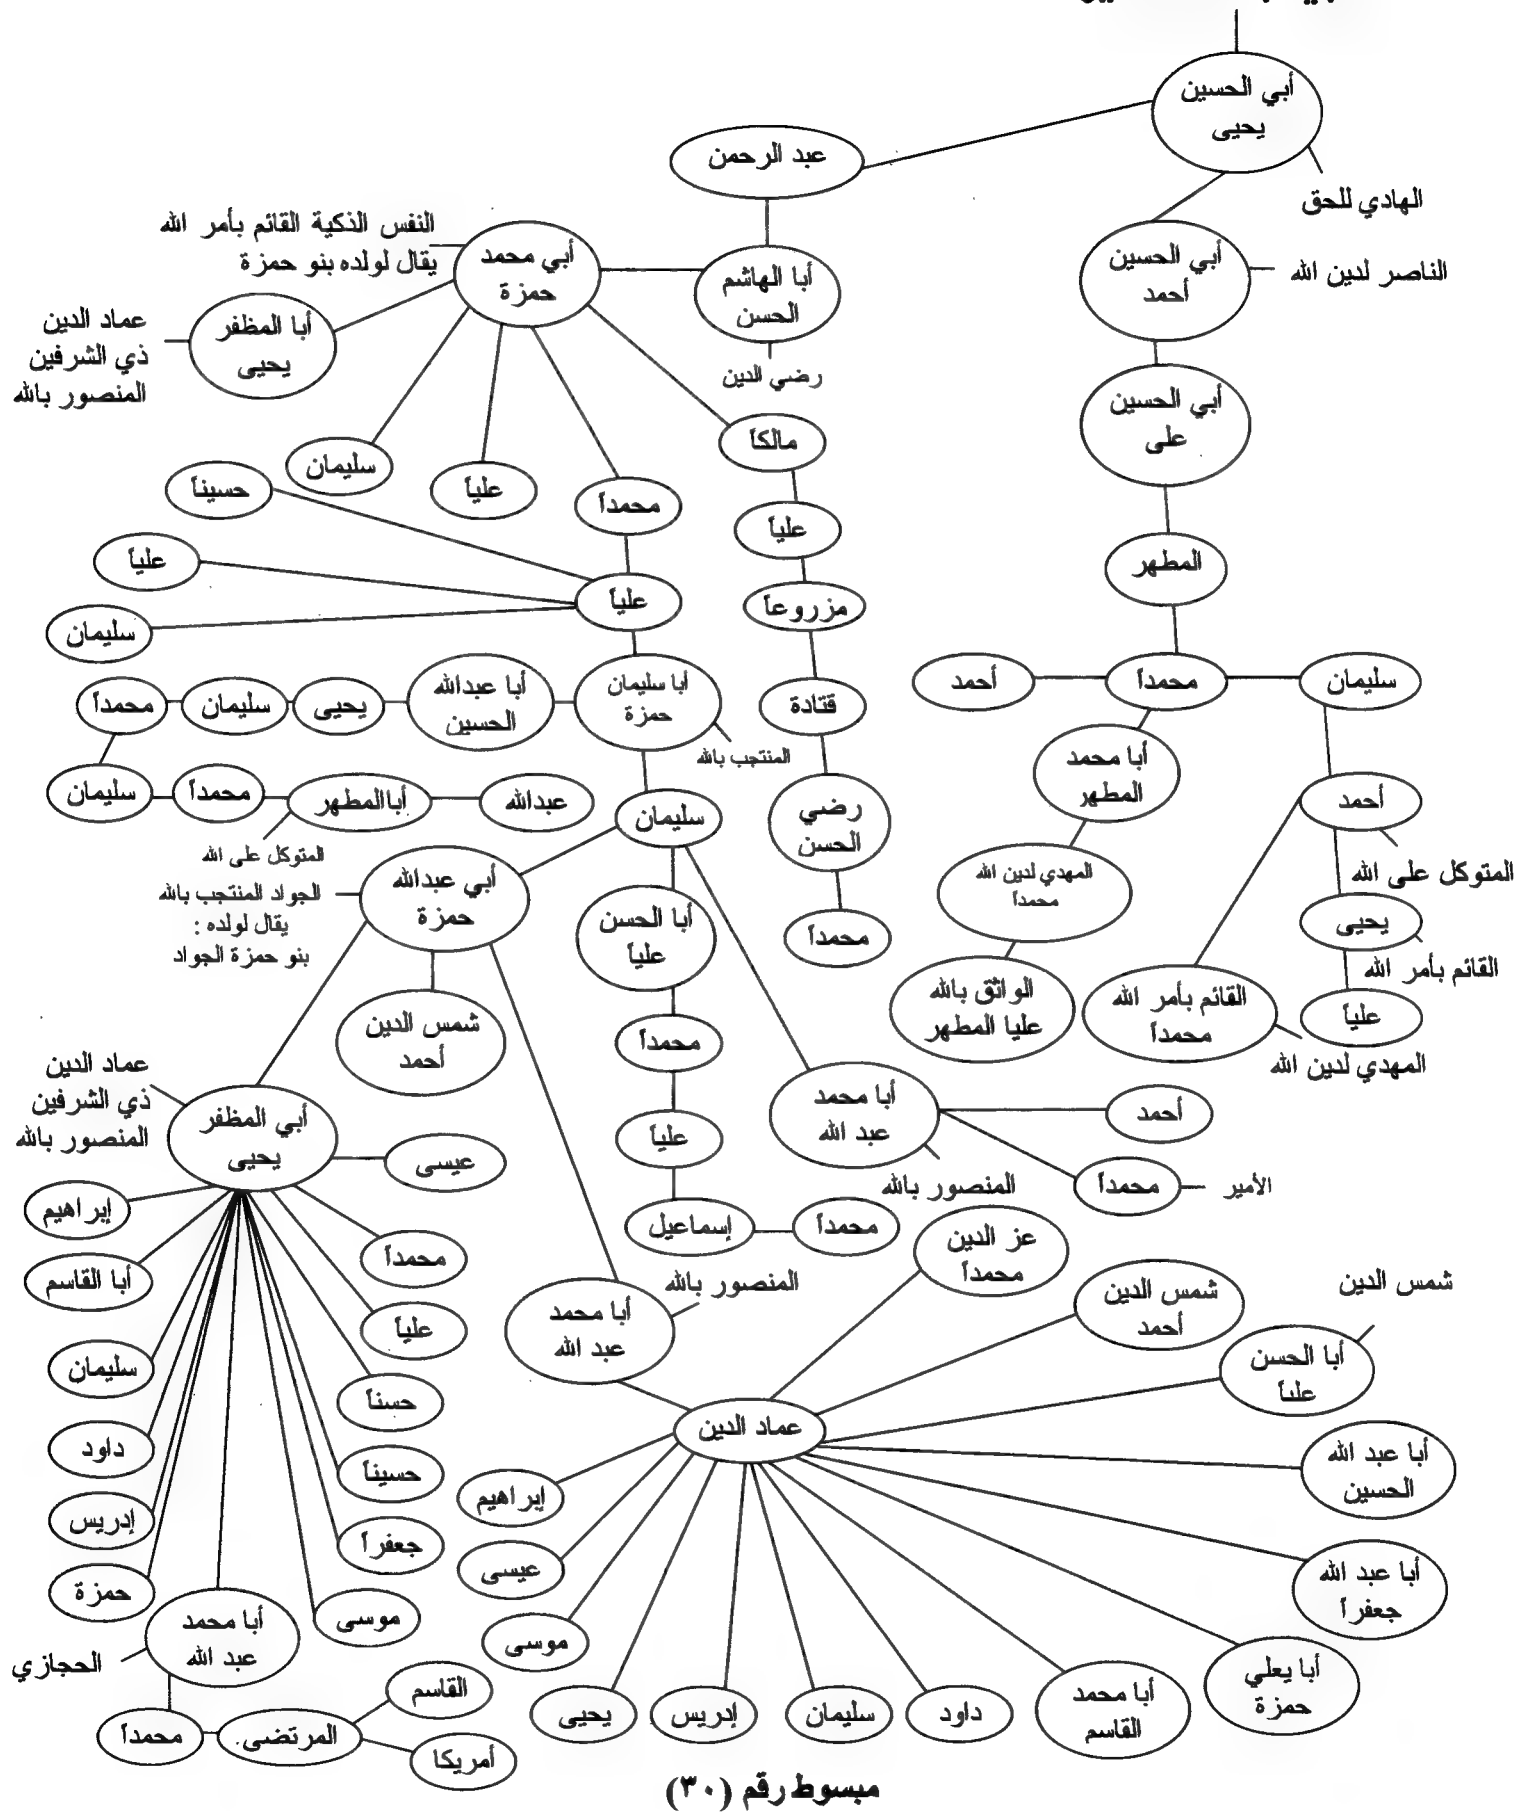 أبي الحسين
يحيى
الهادي للحق
عبد الرحمن
أبي الحسين
أحمد
الناصر لدين الله
النفس الذكية القائم بأمر الله
يقال لولده بنو حمزة
أبي محمد
حمزة
أبا الهاشم
الحسن
رضي الدين
أبا المظفر
يحيى
عماد الدين
ذي الشرفين
المنصور بالله
أبي الحسين
على
مالكاً
سليمان
علياً
محمداً
حسيناً
علياً
علياً
علياً
سليمان
مزروعاً
المطهر
سليمان
محمداً
أحمد
قتادة
أبا سليمان
حمزة
المنتجب بالله
أبا عبدالله
الحسين
يحيى
سليمان
محمداً
سليمان
محمداً
أباالمطهر
المتوكل على الله
عبدالله
سليمان
رضي
الحسن
أبا محمد
المطهر
أحمد
المتوكل على الله
المهدي لدين الله
محمداً
يحيى
القائم بأمر الله
أبي عبدالله
حمزة
الجواد المنتجب بالله
يقال لولده :
بنو حمزة الجواد
أبا الحسن
علياً
محمداً
الواثق بالله
عليا المطهر
القائم بأمر الله
محمداً
المهدي لدين الله
علياً
شمس الدين
أحمد
محمداً
عماد الدين
ذي الشرفين
المنصور بالله
أبي المظفر
يحيى
عيسى
علياً
أبا محمد
عبد الله
المنصور بالله
أحمد
محمداً
الأمير
إسماعيل
محمداً
إبراهيم
أبا القاسم
سليمان
داود
إدريس
حمزة
محمداً
علياً
حسناً
حسيناً
جعفراً
موسى
أبا محمد
عبد الله
الحجازي
محمداً
المرتضى.
القاسم
أمريكا
أبا محمد
عبد الله
المنصور بالله
عماد الدين
عز الدين
محمداً
شمس الدين
أحمد
شمس الدين
أبا الحسن
علياً
أبا عبد الله
الحسين
أبا عبد الله
جعفراً
أبا يعلي
حمزة
أبا محمد
القاسم
داود
سليمان
إدريس
يحيى
موسى
عيسى
إبراهيم
مبسوط رقم (٣٠)